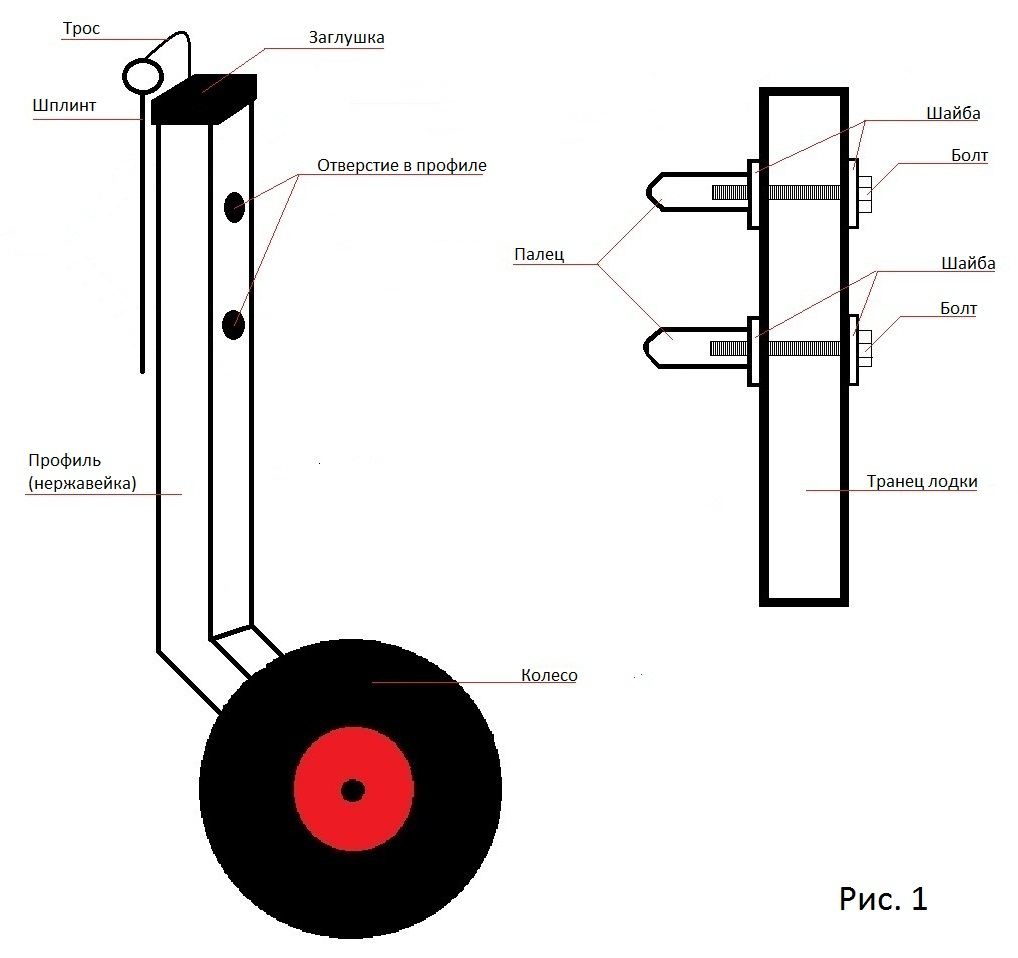 Трос
Заглушка
Шплинт
Отверстие в профиле
Профиль
(нержавейка)
Колесо
Шайба
Болт
Палец
Шайба
Болт
Транец лодки
Рис. 1